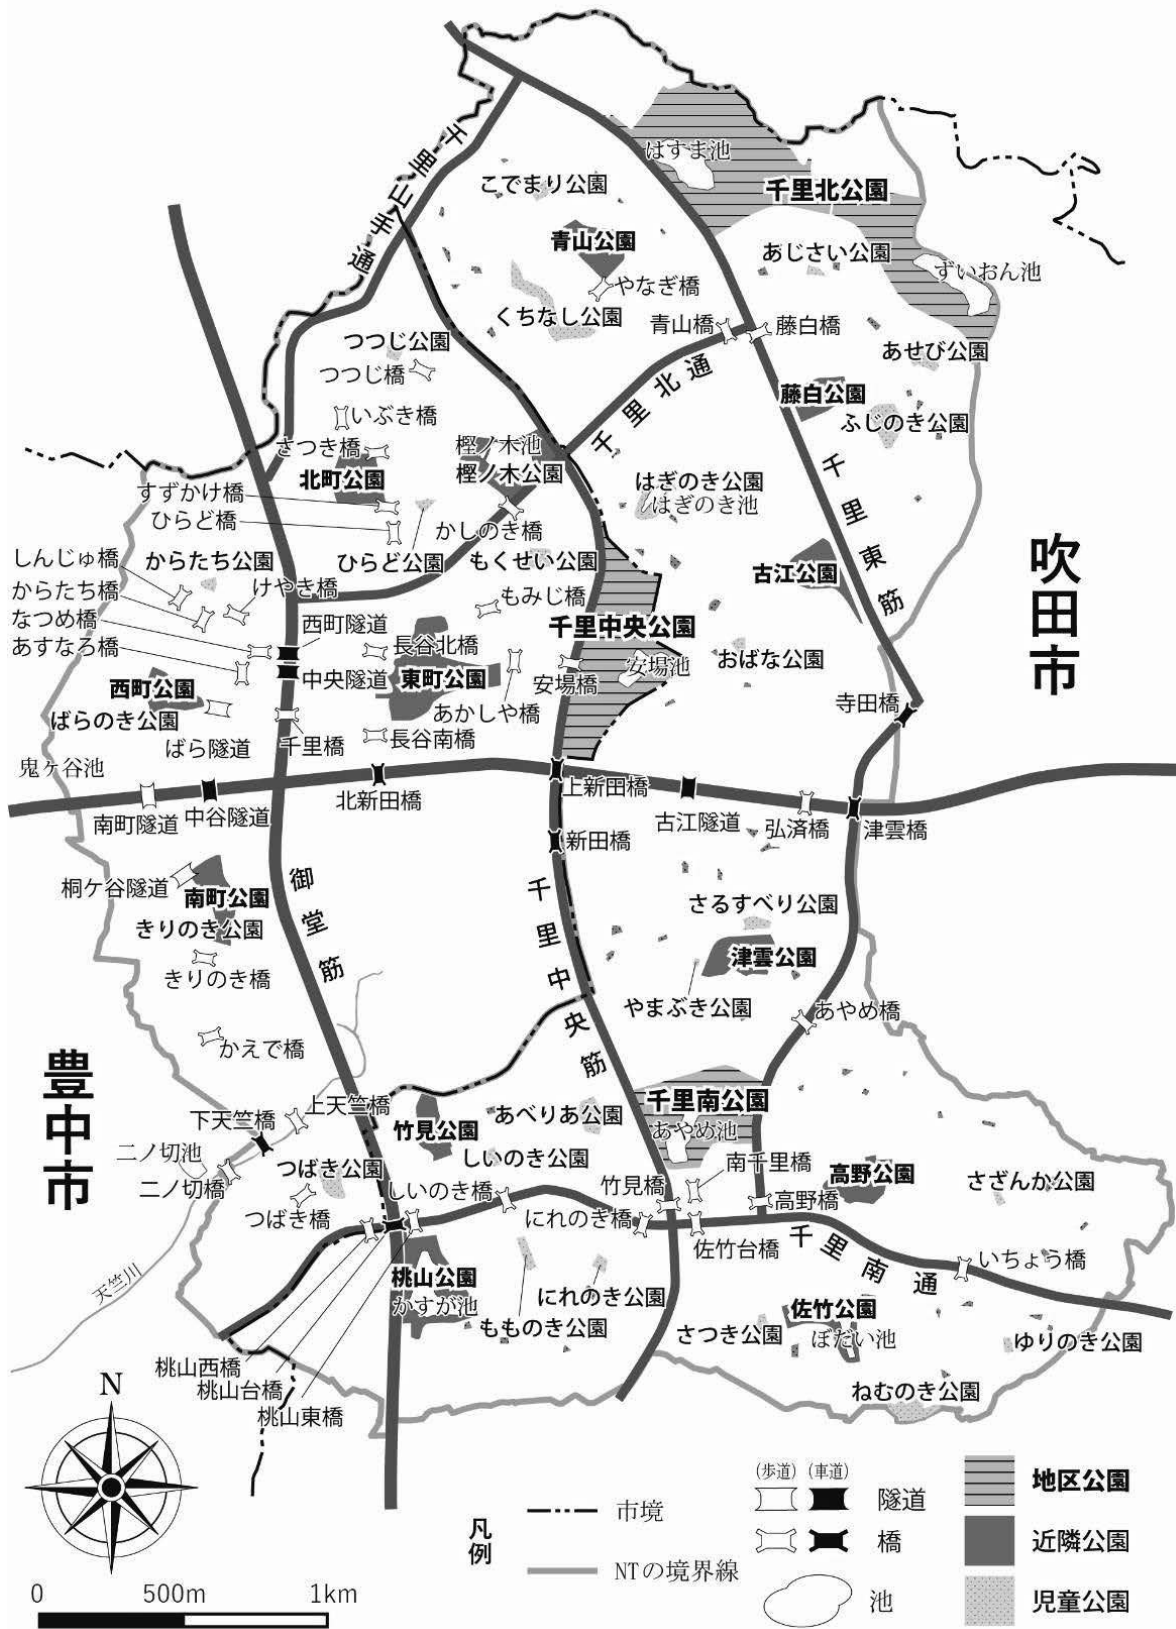 千里山手通
はすま池
こでまり公園
千里北公園
青山公園
あじさい公園
ずいおん池
やなぎ橋
くちなし公園
青山橋
藤白橋
つつじ公園
あせび公園
つつじ橋
千里北通
藤白公園
いぶき橋
ふじのき公園
さつき橋
樫ノ木池
北町公園
樫ノ木公園
はぎのき公園
はぎのき池
千里東筋
すずかけ橋
ひらど橋
かしのき橋
しんじゅ橋
からたち公園
ひらど公園
もくせい公園
吹田市
からたち橋
けやき橋
もみじ橋
古江公園
なつめ橋
西町隧道
千里中央公園
あすなろ橋
長谷北橋
おばな公園
西町公園
中央隧道
東町公園
安場橋
安場池
ばらのき公園
あかしや橋
寺田橋
ばら隧道
千里橋
長谷南橋
鬼ヶ谷池
上新田橋
南町隧道
中谷隧道
北新田橋
古江隧道
弘済橋
津雲橋
新田橋
桐ケ谷隧道
南町公園
御堂筋
千里中央筋
さるすべり公園
きりのき公園
津雲公園
きりのき橋
やまぶき公園
あやめ橋
かえで橋
豊中市
上天竺橋
千里南公園
下天竺橋
竹見公園
あべりあ公園
あやめ池
二ノ切池
つばき公園
しいのき公園
南千里橋
高野公園
二ノ切橋
しいのき橋
竹見橋
さざんか公園
つばき橋
にれのき橋
高野橋
佐竹台橋
千里南通
いちょう橋
天竺川
桃山公園
かすが池
にれのき公園
佐竹公園
もものき公園
さつき公園
ぼだい池
ゆりのき公園
桃山西橋
桃山台橋
ねむのき公園
桃山東橋
N
(歩道) (車道)
隧道
地区公園
市境
凡例
橋
近隣公園
NTの境界線
池
児童公園
0 500m 1km